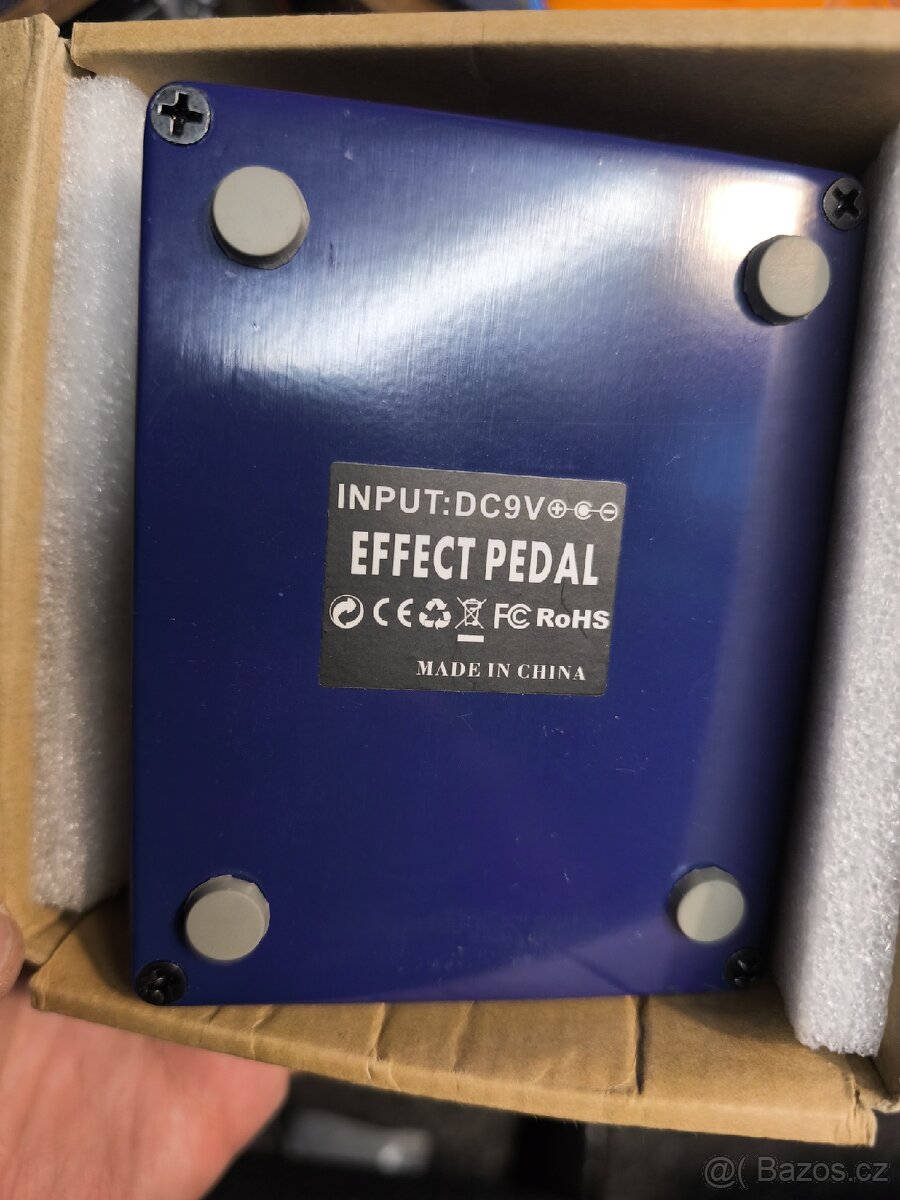 INPUT:DC9V
EFFECT PEDAL
CE FC RoHS
MADE IN CHINA
@( Bazos.cz